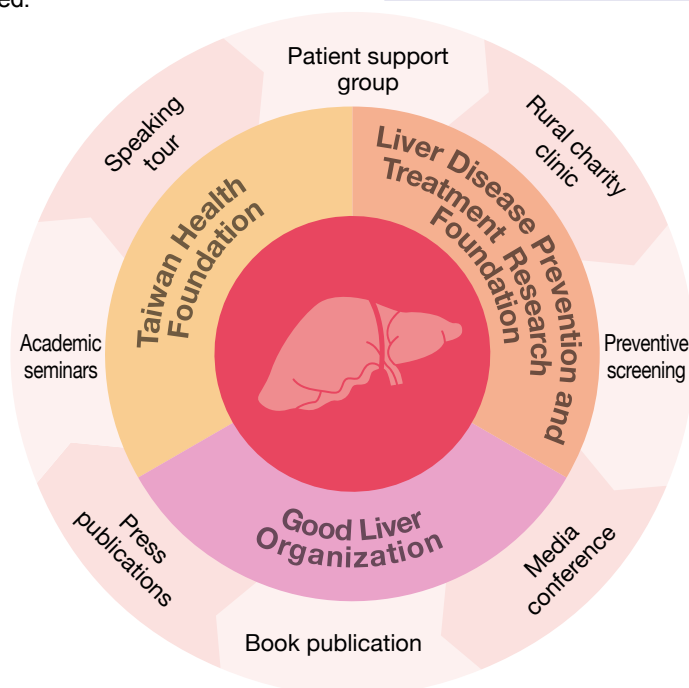 ed.
Patient support
group
Rural charity
clinic
Preventive
screening
Media
conference
Book publication
Press
publications
Academic
seminars
Speaking
tour
Taiwan Health
Foundation
Liver Disease Prevention and
Treatment Research
Foundation
Good Liver
Organization